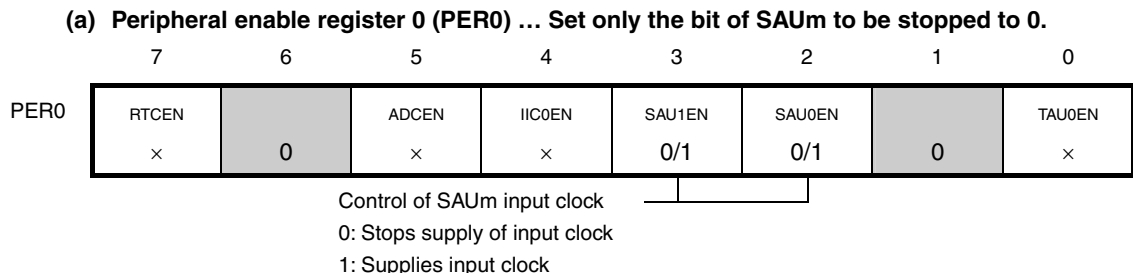 (a) Peripheral enable register 0 (PER0) … Set only the bit of SAUm to be stopped to 0.
7 6 5 4 3 2 1 0
PER0 RTCEN ADCEN IIC0EN SAU1EN SAU0EN TAU0EN
× 0 × × 0/1 0/1 0 ×
Control of SAUm input clock
0: Stops supply of input clock
1: Supplies input clock